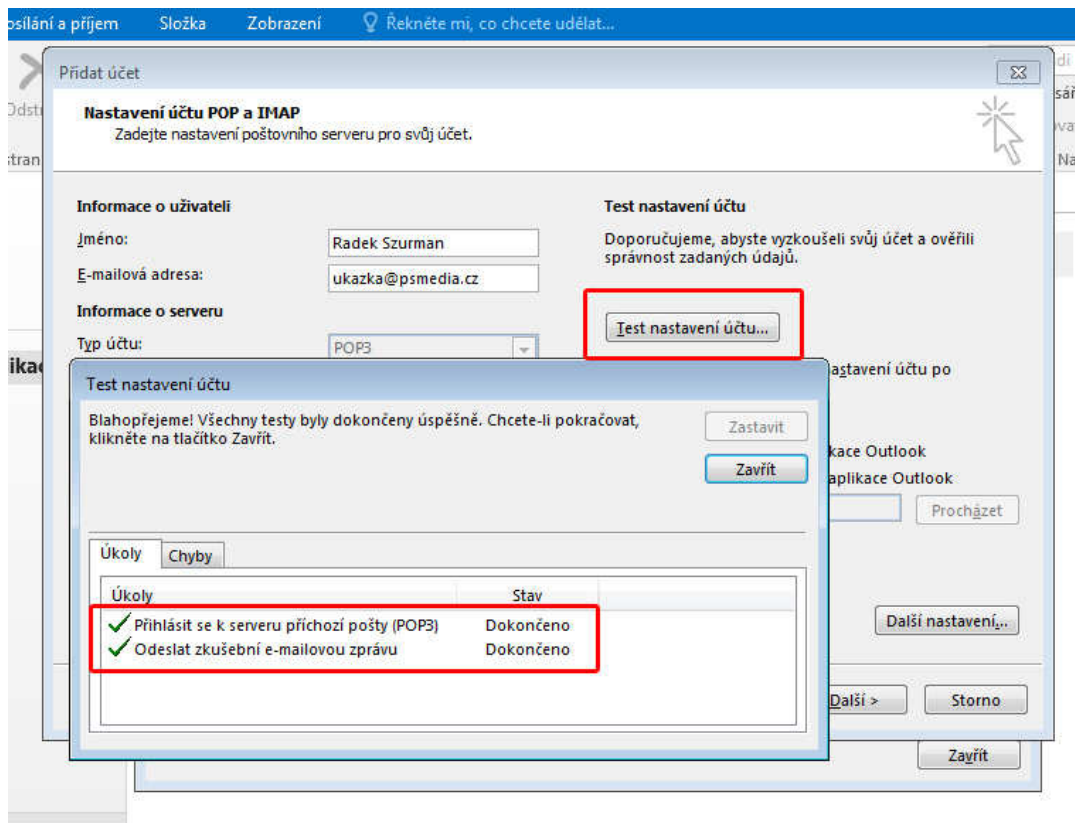 příjem Složka Zobrazení Řekněte mi, co chcete udělat...
Přidat účet
Nastavení účtu POP a IMAP
Zadejte nastavení poštovního serveru pro svůj účet.
Informace o uživateli
Jméno:
Radek Szurman
E-mailová adresa:
ukazka@psmedia.cz
Informace o serveru
Typ účtu:
POP3
Test nastavení účtu
Doporučujeme, abyste vyzkoušeli svůj účet a ověřili
správnost zadaných údajů.
Test nastavení účtu...
nastavení účtu po
Outlook
aplikace Outlook
Procházet
Další nastavení...
Další > Storno
Zavřít
Test nastavení účtu
Blahopřejeme! Všechny testy byly dokončeny úspěšně. Chcete-li pokračovat,
klikněte na tlačítko Zavřít.
Zastavit
Zavřít
Úkoly Chyby
Úkoly Stav
Přihlásit se k serveru příchozí pošty (POP3) Dokončeno
Odeslat zkušební e-mailovou zprávu Dokončeno